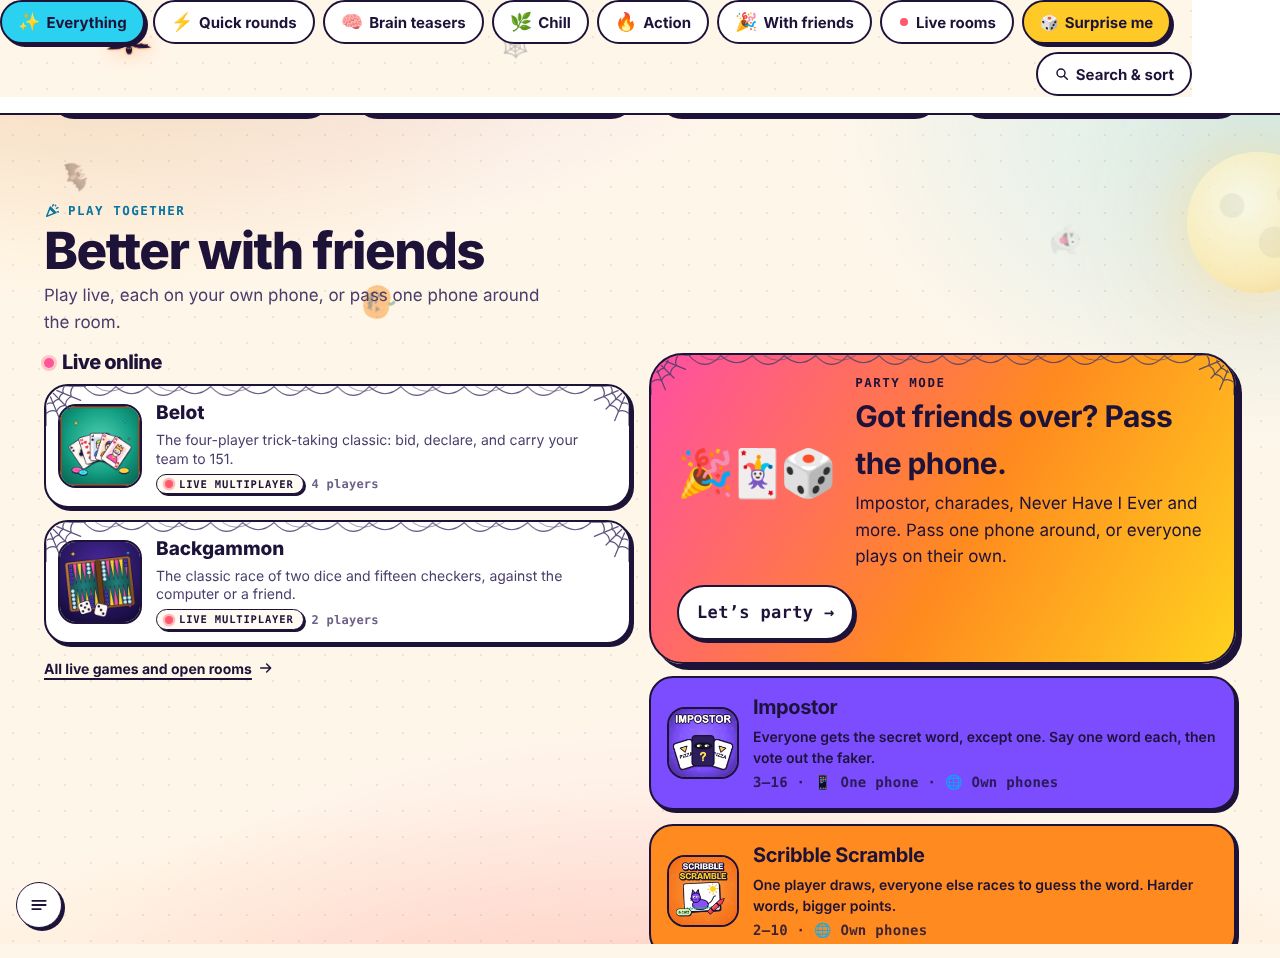 Everything
Quick rounds
Brain teasers
Chill
Action
With friends
Live rooms
Surprise me
Search & sort
PLAY TOGETHER
Better with friends
Play live, each on your own phone, or pass one phone around
the room.
Live online
Belot
The four-player trick-taking classic: bid, declare, and carry your
team to 151.
LIVE MULTIPLAYER 4 players
Backgammon
The classic race of two dice and fifteen checkers, against the
computer or a friend.
LIVE MULTIPLAYER 2 players
All live games and open rooms →
PARTY MODE
Got friends over? Pass
the phone.
Impostor, charades, Never Have I Ever and
more. Pass one phone around, or everyone
plays on their own.
Let’s party →
IMPOSTOR
Impostor
Everyone gets the secret word, except one. Say one word each, then
vote out the faker.
3–16 · One phone · Own phones
SCRIBBLE
SCRAMBLE
Scribble Scramble
One player draws, everyone else races to guess the word. Harder
words, bigger points.
2–10 · Own phones